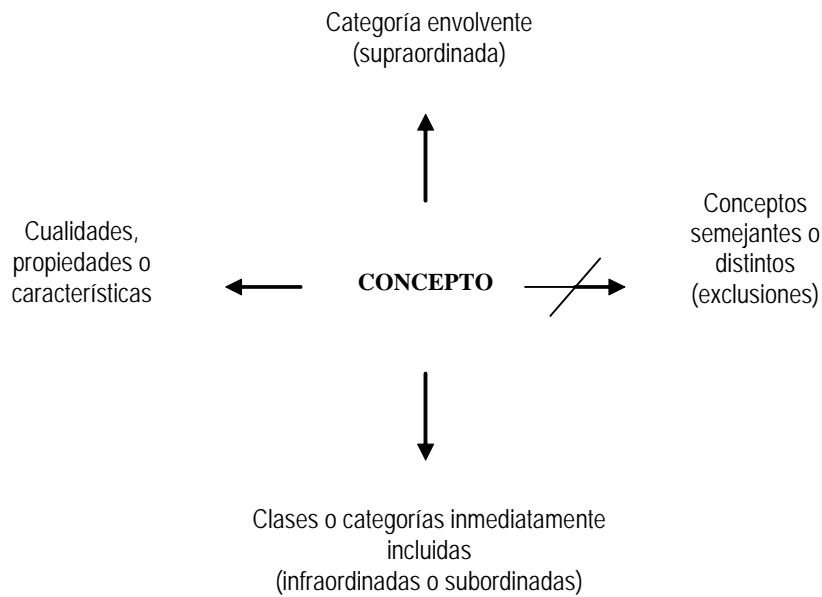 Categoría envolvente
(supraordinada)
Cualidades,
propiedades o
características
CONCEPTO
Conceptos
semejantes o
distintos
(exclusiones)
Clases o categorías inmediatamente
incluidas
(infraordinadas o subordinadas)